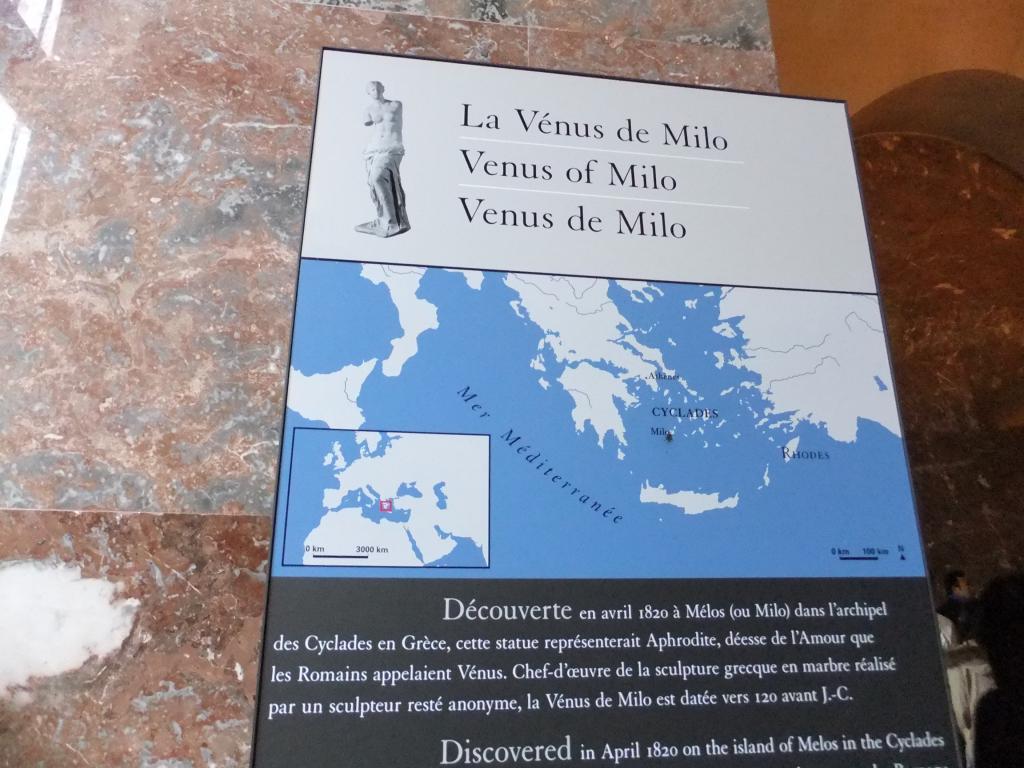 La Vénus de Milo
Venus of Milo
Venus de Milo
Athènes
CYCLADES
Milo
RHODES
Mer Méditerranée
0 km 3000 km
0 km 100 km N
Découverte en avril 1820 à Mélos (ou Milo) dans l'archipel
des Cyclades en Grèce, cette statue représenterait Aphrodite, déesse de l'Amour que
les Romains appelaient Vénus. Chef-d'œuvre de la sculpture grecque en marbre réalisé
par un sculpteur resté anonyme, la Vénus de Milo est datée vers 120 avant J.-C.
Discovered in April 1820 on the island of Melos in the Cyclades